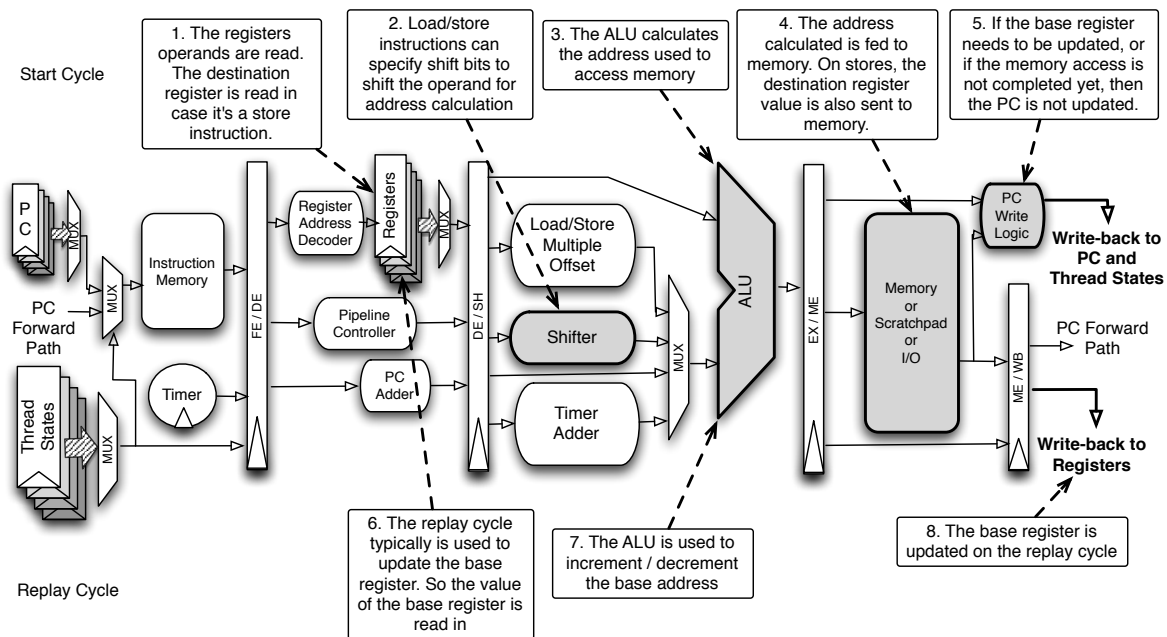 Start Cycle
1. The registers
operands are read.
The destination
register is read in
case it's a store
instruction.
2. Load/store
instructions can
specify shift bits to
shift the operand for
address calculation
3. The ALU calculates
the address used to
access memory
4. The address
calculated is fed to
memory. On stores, the
destination register
value is also sent to
memory.
5. If the base register
needs to be updated, or
if the memory access is
not completed yet, then
the PC is not updated.
P
C
MUX
PC
Forward
Path
MUX
Instruction
Memory
Timer
Thread
States
MUX
FE / DE
Register
Address
Decoder
Registers
MUX
Pipeline
Controller
PC
Adder
DE / SH
Load/Store
Multiple
Offset
Shifter
Timer
Adder
MUX
ALU
EX / ME
Memory
or
Scratchpad
or
I/O
PC
Write
Logic
Write-back to
PC and
Thread States
ME / WB
PC Forward
Path
Write-back to
Registers
Replay Cycle
6. The replay cycle
typically is used to
update the base
register. So the value
of the base register is
read in
7. The ALU is used to
increment / decrement
the base address
8. The base register is
updated on the replay cycle